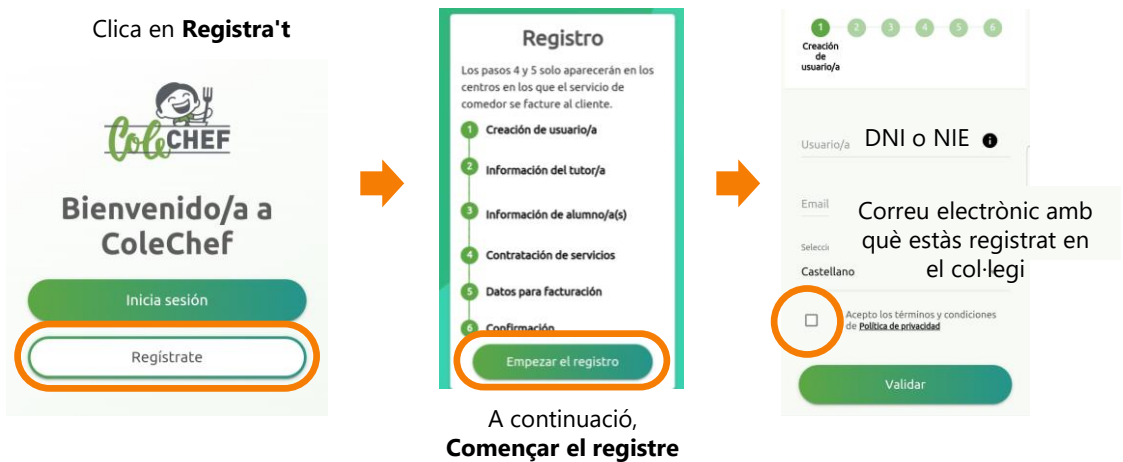 Clica en Registra't
ColeCHEF
Bienvenido/a a
ColeChef
Inicia sesión
Regístrate
Registro
Los pasos 4 y 5 solo aparecerán en los
centros en los que el servicio de
comedor se facture al cliente.
1 Creación de usuario/a
2 Información del tutor/a
3 Información de alumno/a(s)
4 Contratación de servicios
5 Datos para facturación
6 Confirmación
Empezar el registro
A continuació,
Començar el registre
1 2 3 4 5 6
Creación
de
usuario/a
Usuario/a DNI o NIE i
Email
Correu electrònic amb
què estàs registrat en
el col·legi
Castellano
Acepto los términos y condiciones
de Política de privacidad
Validar